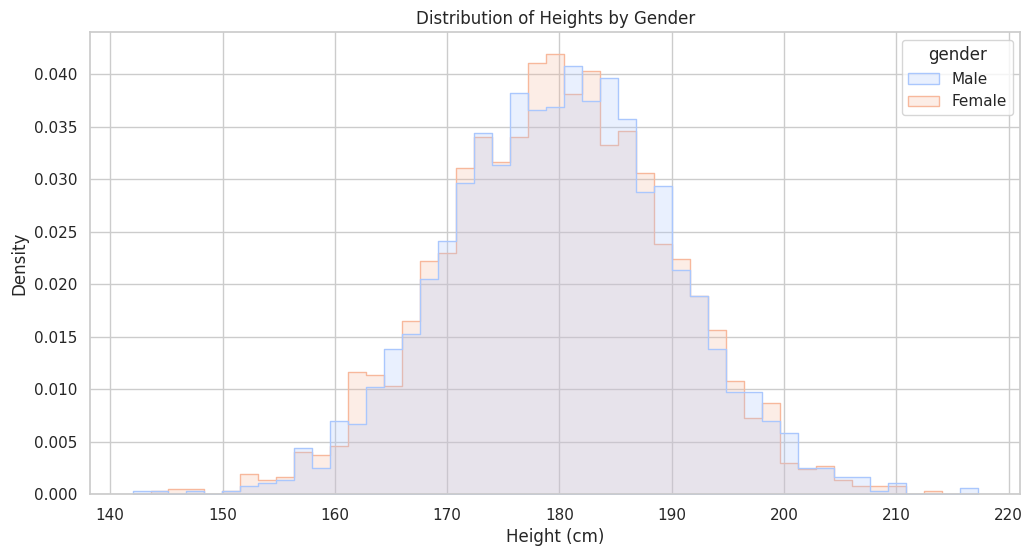 Distribution of Heights by Gender
gender
Male
Female
0.040
0.035
0.030
0.025
0.020
0.015
0.010
0.005
0.000
Density
140 150 160 170 180 190 200 210 220
Height (cm)